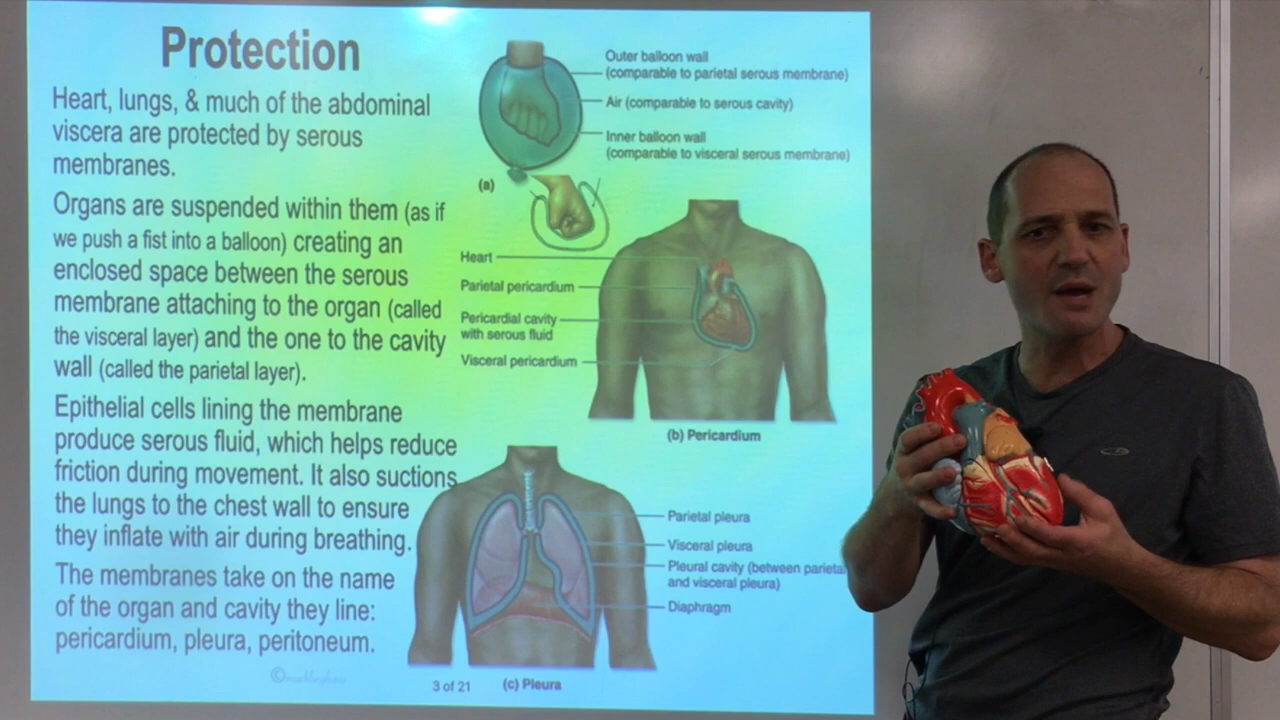 Protection
Heart, lungs, & much of the abdominal
viscera are protected by serous
membranes.
Organs are suspended within them (as if
we push a fist into a balloon) creating an
enclosed space between the serous
membrane attaching to the organ (called
the visceral layer) and the one to the cavity
wall (called the parietal layer).
Epithelial cells lining the membrane
produce serous fluid, which helps reduce
friction during movement. It also suctions
the lungs to the chest wall to ensure
they inflate with air during breathing.
The membranes take on the name
of the organ and cavity they line:
pericardium, pleura, peritoneum.
Outer balloon wall
(comparable to parietal serous membrane)
Air (comparable to serous cavity)
Inner balloon wall
(comparable to visceral serous membrane)
(a)
Heart
Parietal pericardium
Pericardial cavity
with serous fluid
Visceral pericardium
(b) Pericardium
Parietal pleura
Visceral pleura
Pleural cavity (between parieta
and visceral pleura)
Diaphragm
3 of 21
(c) Pleura